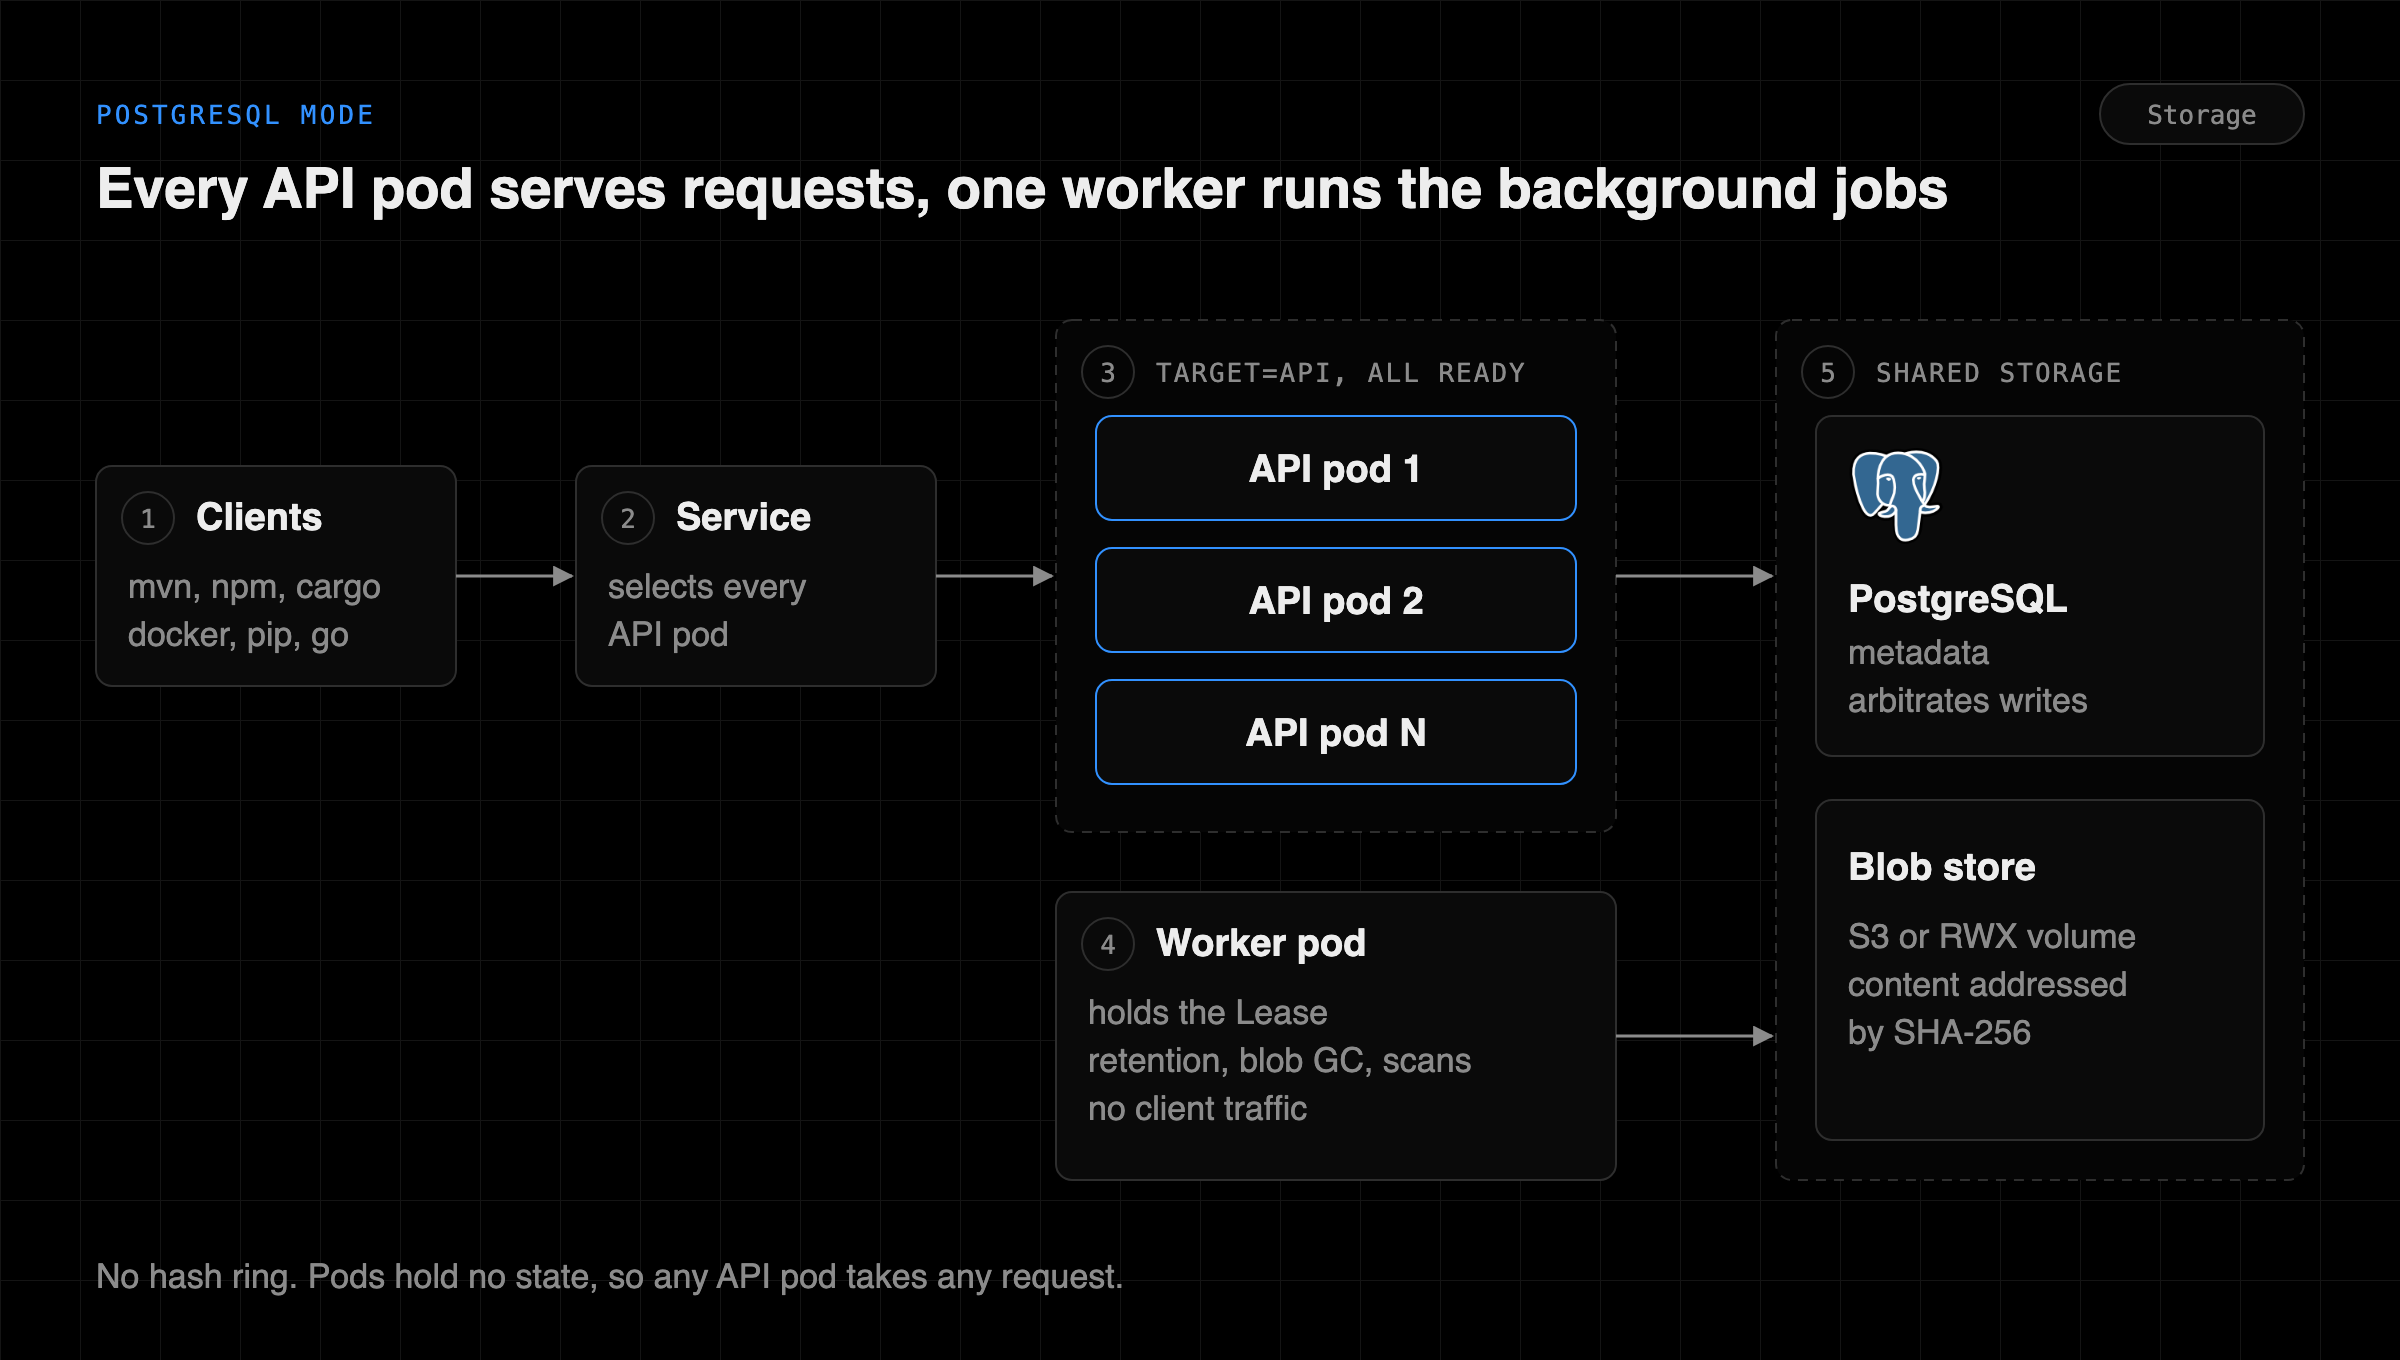 POSTGRESQL MODE
Storage
Every API pod serves requests, one worker runs the background jobs
1 Clients
mvn, npm, cargo
docker, pip, go
2 Service
selects every
API pod
3 TARGET=API, ALL READY
API pod 1
API pod 2
API pod N
4 Worker pod
holds the Lease
retention, blob GC, scans
no client traffic
5 SHARED STORAGE
PostgreSQL
metadata
arbitrates writes
Blob store
S3 or RWX volume
content addressed
by SHA-256
No hash ring. Pods hold no state, so any API pod takes any request.